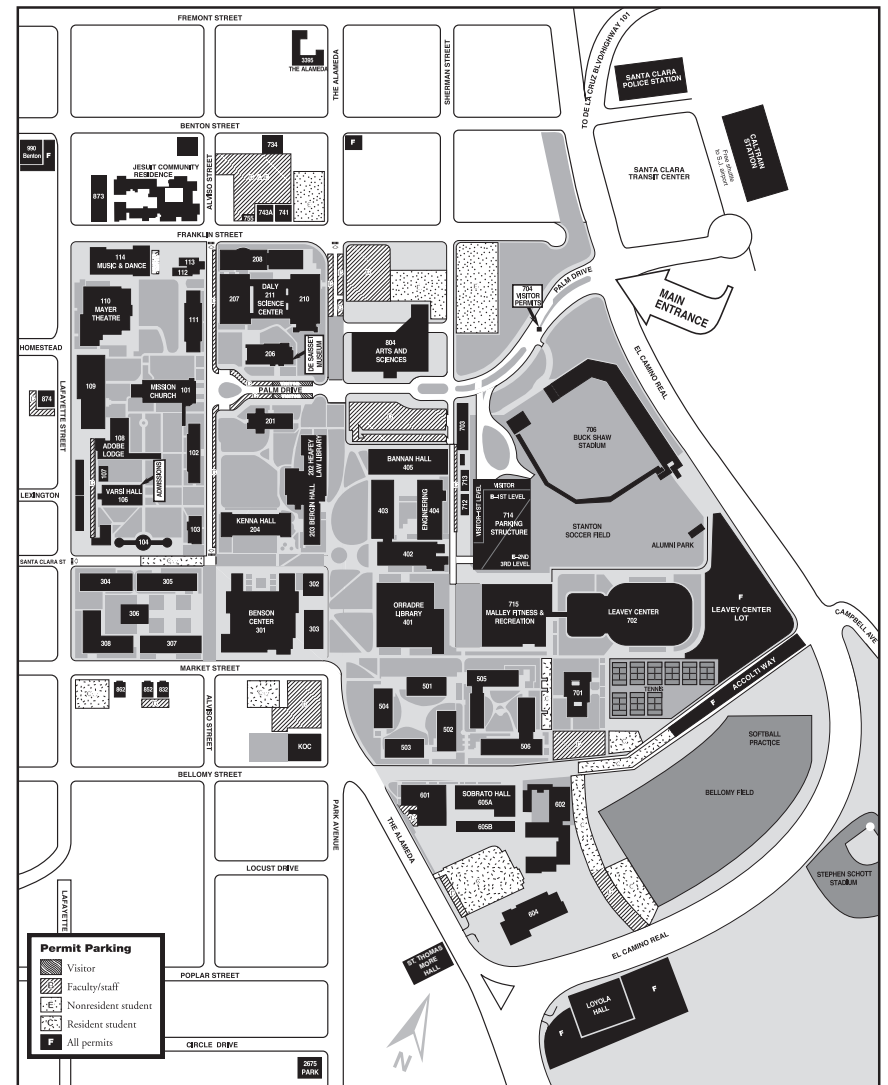 FREMONT STREET
3395
THE ALAMEDA
THE ALAMEDA
SHERMAN STREET
TO DE LA CRUZ BLVD/HIGHWAY 101
SANTA CLARA
POLICE STATION
CALTRAIN
STATION
Free shuttle
to S.J. airport
SANTA CLARA
TRANSIT CENTER
BENTON STREET
990
Benton
F
734
F
JESUIT COMMUNITY
RESIDENCE
ALVISO STREET
873
755
743A
741
FRANKLIN STREET
114
MUSIC & DANCE
113
112
208
110
MAYER
THEATRE
111
207
DALY
211
SCIENCE
CENTER
210
704
VISITOR
PERMITS
PALM DRIVE
MAIN
ENTRANCE
HOMESTEAD
206
DE SAISSET
MUSEUM
804
ARTS AND
SCIENCES
EL CAMINO REAL
LAFAYETTE STREET
874
109
MISSION
CHURCH
101
PALM DRIVE
201
703
706
BUCK SHAW
STADIUM
108
ADOBE
LODGE
102
107
VARSI HALL
106
ADMISSIONS
202 HEAFEY
LAW LIBRARY
203 BERGIN HALL
BANNAN HALL
405
713
712
VISITOR
VISITOR-1ST LEVEL
B-1ST LEVEL
714
PARKING
STRUCTURE
B-2ND
3RD LEVEL
LEXINGTON
KENNA HALL
204
403
ENGINEERING
404
402
STANTON
SOCCER FIELD
ALUMNI PARK
103
104
SANTA CLARA ST
304
305
306
308
307
BENSON
CENTER
301
302
303
ORRADRE
LIBRARY
401
715
MALLEY FITNESS &
RECREATION
LEAVEY CENTER
702
F
LEAVEY CENTER
LOT
CAMPBELL AVE
MARKET STREET
862
852
832
ALVISO STREET
KOC
501
504
502
503
505
506
701
TENNIS
F
ACCOLTI WAY
SOFTBALL
PRACTICE
BELLOMY STREET
BELLOMY FIELD
601
SOBRATO HALL
605A
605B
602
PARK AVENUE
THE ALAMEDA
LOCUST DRIVE
STEPHEN SCHOTT
STADIUM
LAFAYETTE
604
EL CAMINO REAL
ST. THOMAS
MORE
HALL
POPLAR STREET
LOYOLA
HALL
F
F
N
CIRCLE DRIVE
2675
PARK
Permit Parking
Visitor
Faculty/staff
E Nonresident student
C Resident student
F All permits